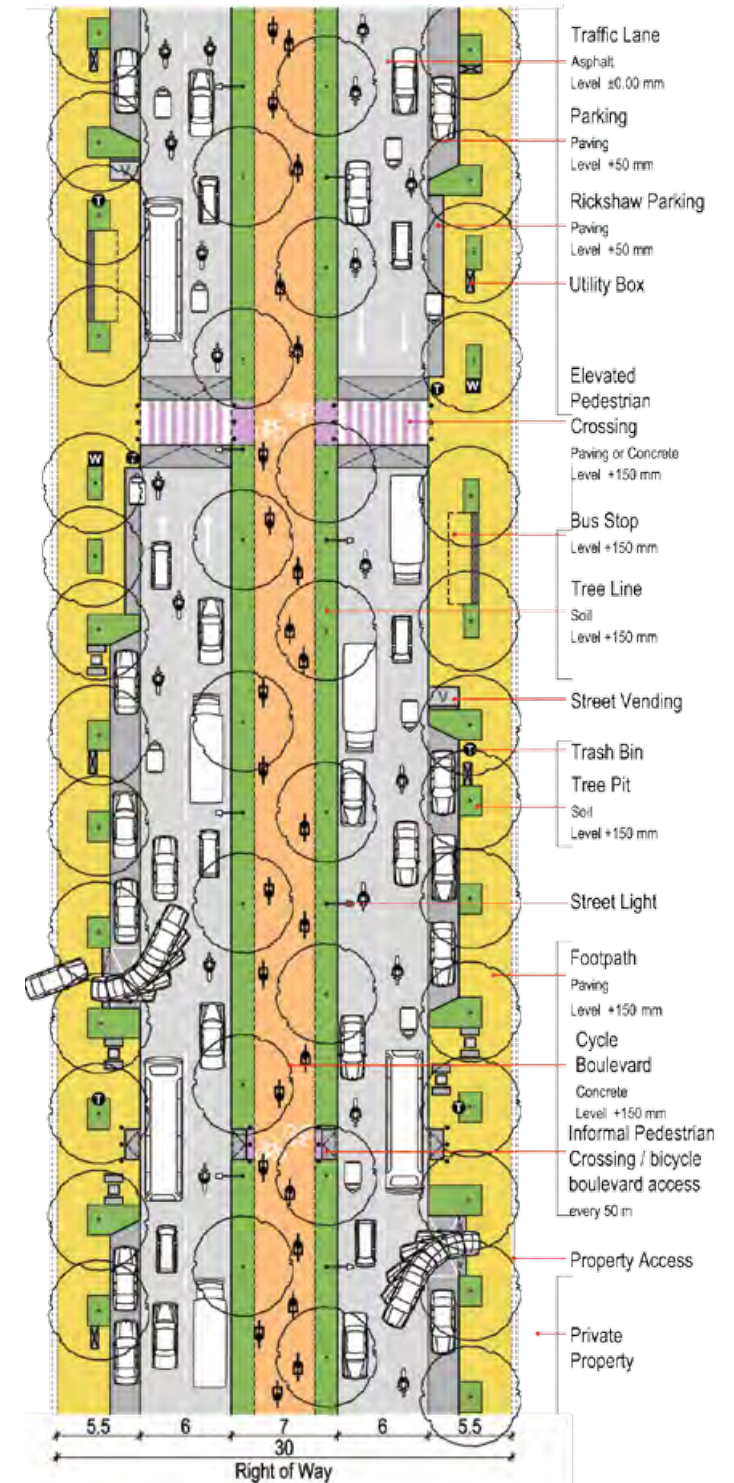 Traffic Lane
Asphalt
Level ±0.00 mm
Parking
Paving
Level +50 mm
Rickshaw Parking
Paving
Level +50 mm
Utility Box
Elevated
Pedestrian
Crossing
Paving or Concrete
Level +150 mm
Bus Stop
Level +150 mm
Tree Line
Soil
Level +150 mm
Street Vending
Trash Bin
Tree Pit
Soil
Level +150 mm
Street Light
Footpath
Paving
Level +150 mm
Cycle
Boulevard
Concrete
Level +150 mm
Informal Pedestrian
Crossing / bicycle
boulevard access
every 50 m
Property Access
Private
Property
T
V
T
W
T
W
T
V
T
T
T
5.5 6 7 6 5.5
30
Right of Way